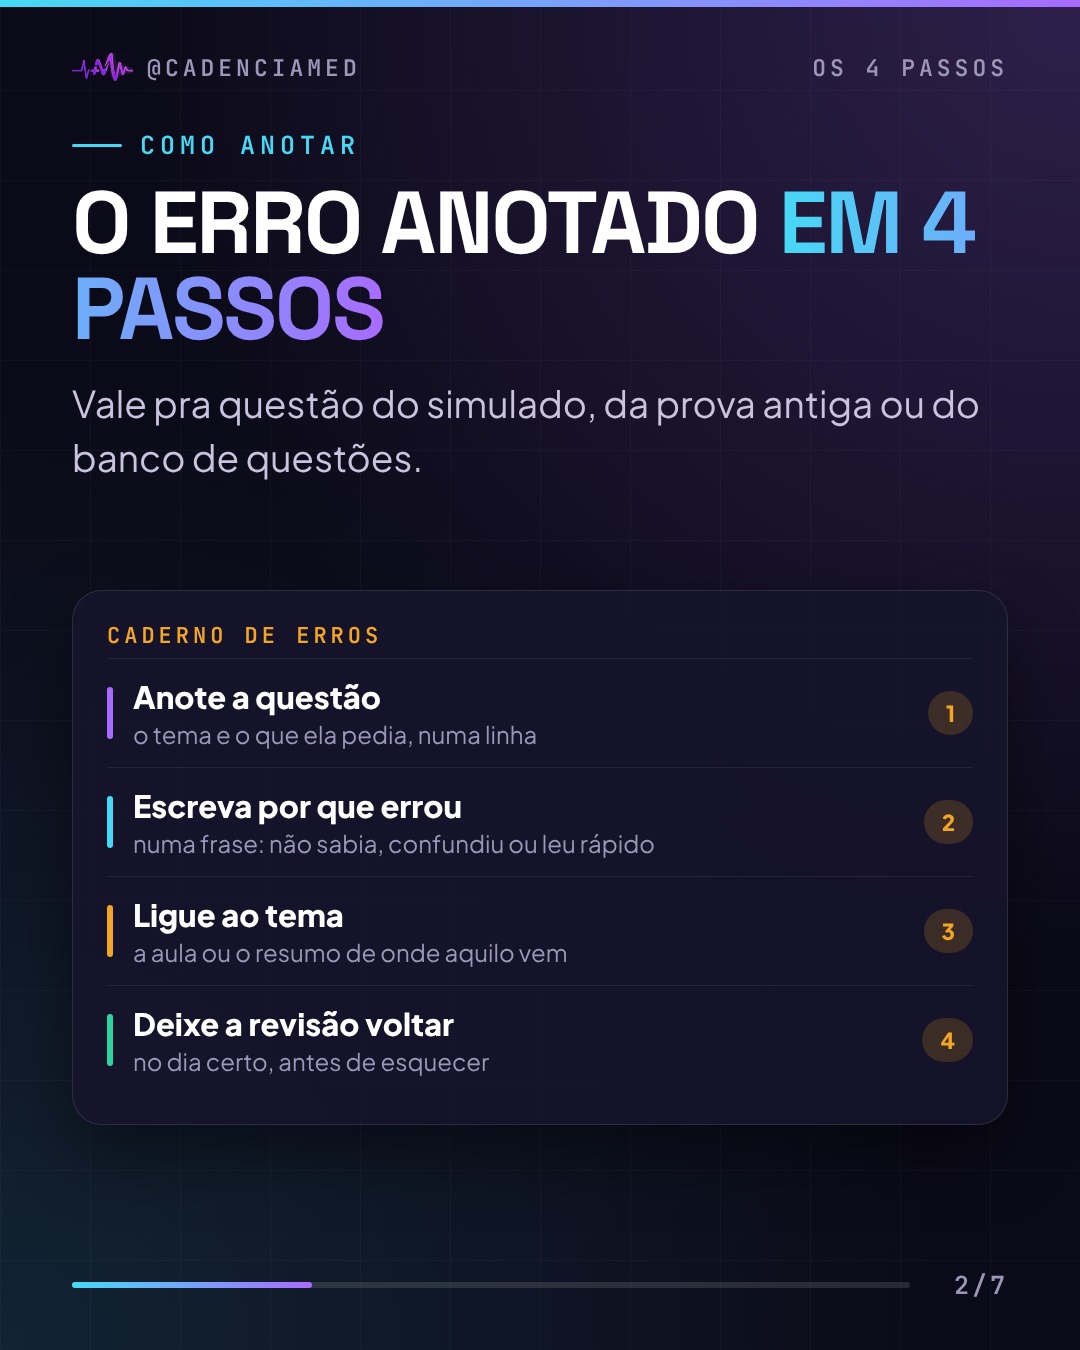 @CADENCIAMED
OS 4 PASSOS
COMO ANOTAR
O ERRO ANOTADO EM 4
PASSOS
Vale pra questão do simulado, da prova antiga ou do
banco de questões.
CADERNO DE ERROS
Anote a questão
o tema e o que ela pedia, numa linha
1
Escreva por que errou
numa frase: não sabia, confundiu ou leu rápido
2
Ligue ao tema
a aula ou o resumo de onde aquilo vem
3
Deixe a revisão voltar
no dia certo, antes de esquecer
4
2/7